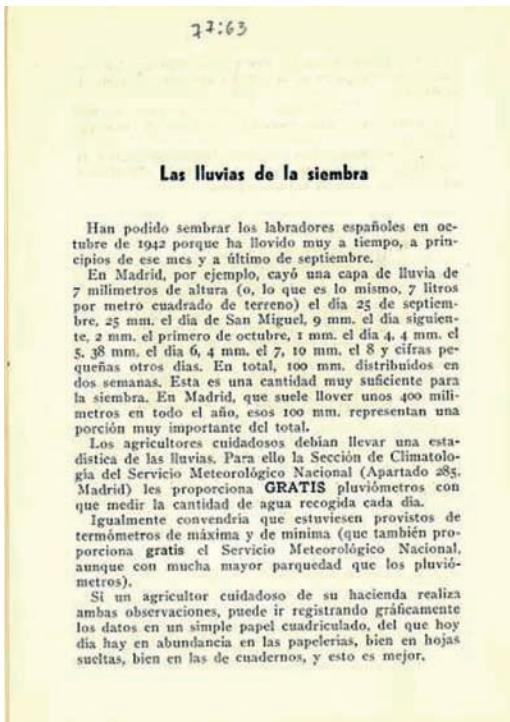 77:63
Las lluvias de la siembra
Han podido sembrar los labradores españoles en oc-
tubre de 1942 porque ha llovido muy a tiempo, a prin-
cipios de ese mes y a último de septiembre.
En Madrid, por ejemplo, cayó una capa de lluvia de
7 milímetros de altura (o, lo que es lo mismo, 7 litros
por metro cuadrado de terreno) el día 25 de septiem-
bre, 25 mm. el día de San Miguel, 9 mm. el día siguien-
te, 2 mm. el primero de octubre, 1 mm. el día 4, 4 mm. el
5, 38 mm. el día 6, 4 mm. el 7, 10 mm. el 8 y cifras pe-
queñas otros días. En total, 100 mm. distribuidos en
dos semanas. Esta es una cantidad muy suficiente para
la siembra. En Madrid, que suele llover unos 400 milí-
metros en todo el año, esos 100 mm. representan una
porción muy importante del total.
Los agricultores cuidadosos debían llevar una esta-
dística de las lluvias. Para ello la Sección de Climatolo-
gía del Servicio Meteorológico Nacional (Apartado 285.
Madrid) les proporciona GRATIS pluviómetros con
que medir la cantidad de agua recogida cada día.
Igualmente convendría que estuviesen provistos de
termómetros de máxima y de mínima (que también pro-
porciona gratis el Servicio Meteorológico Nacional,
aunque con mucha mayor parquedad que los pluvió-
metros).
Si un agricultor cuidadoso de su hacienda realiza
ambas observaciones, puede ir registrando gráficamente
los datos en un simple papel cuadriculado, del que hoy
día hay en abundancia en las papelerías, bien en hojas
sueltas, bien en las de cuadernos, y esto es mejor.